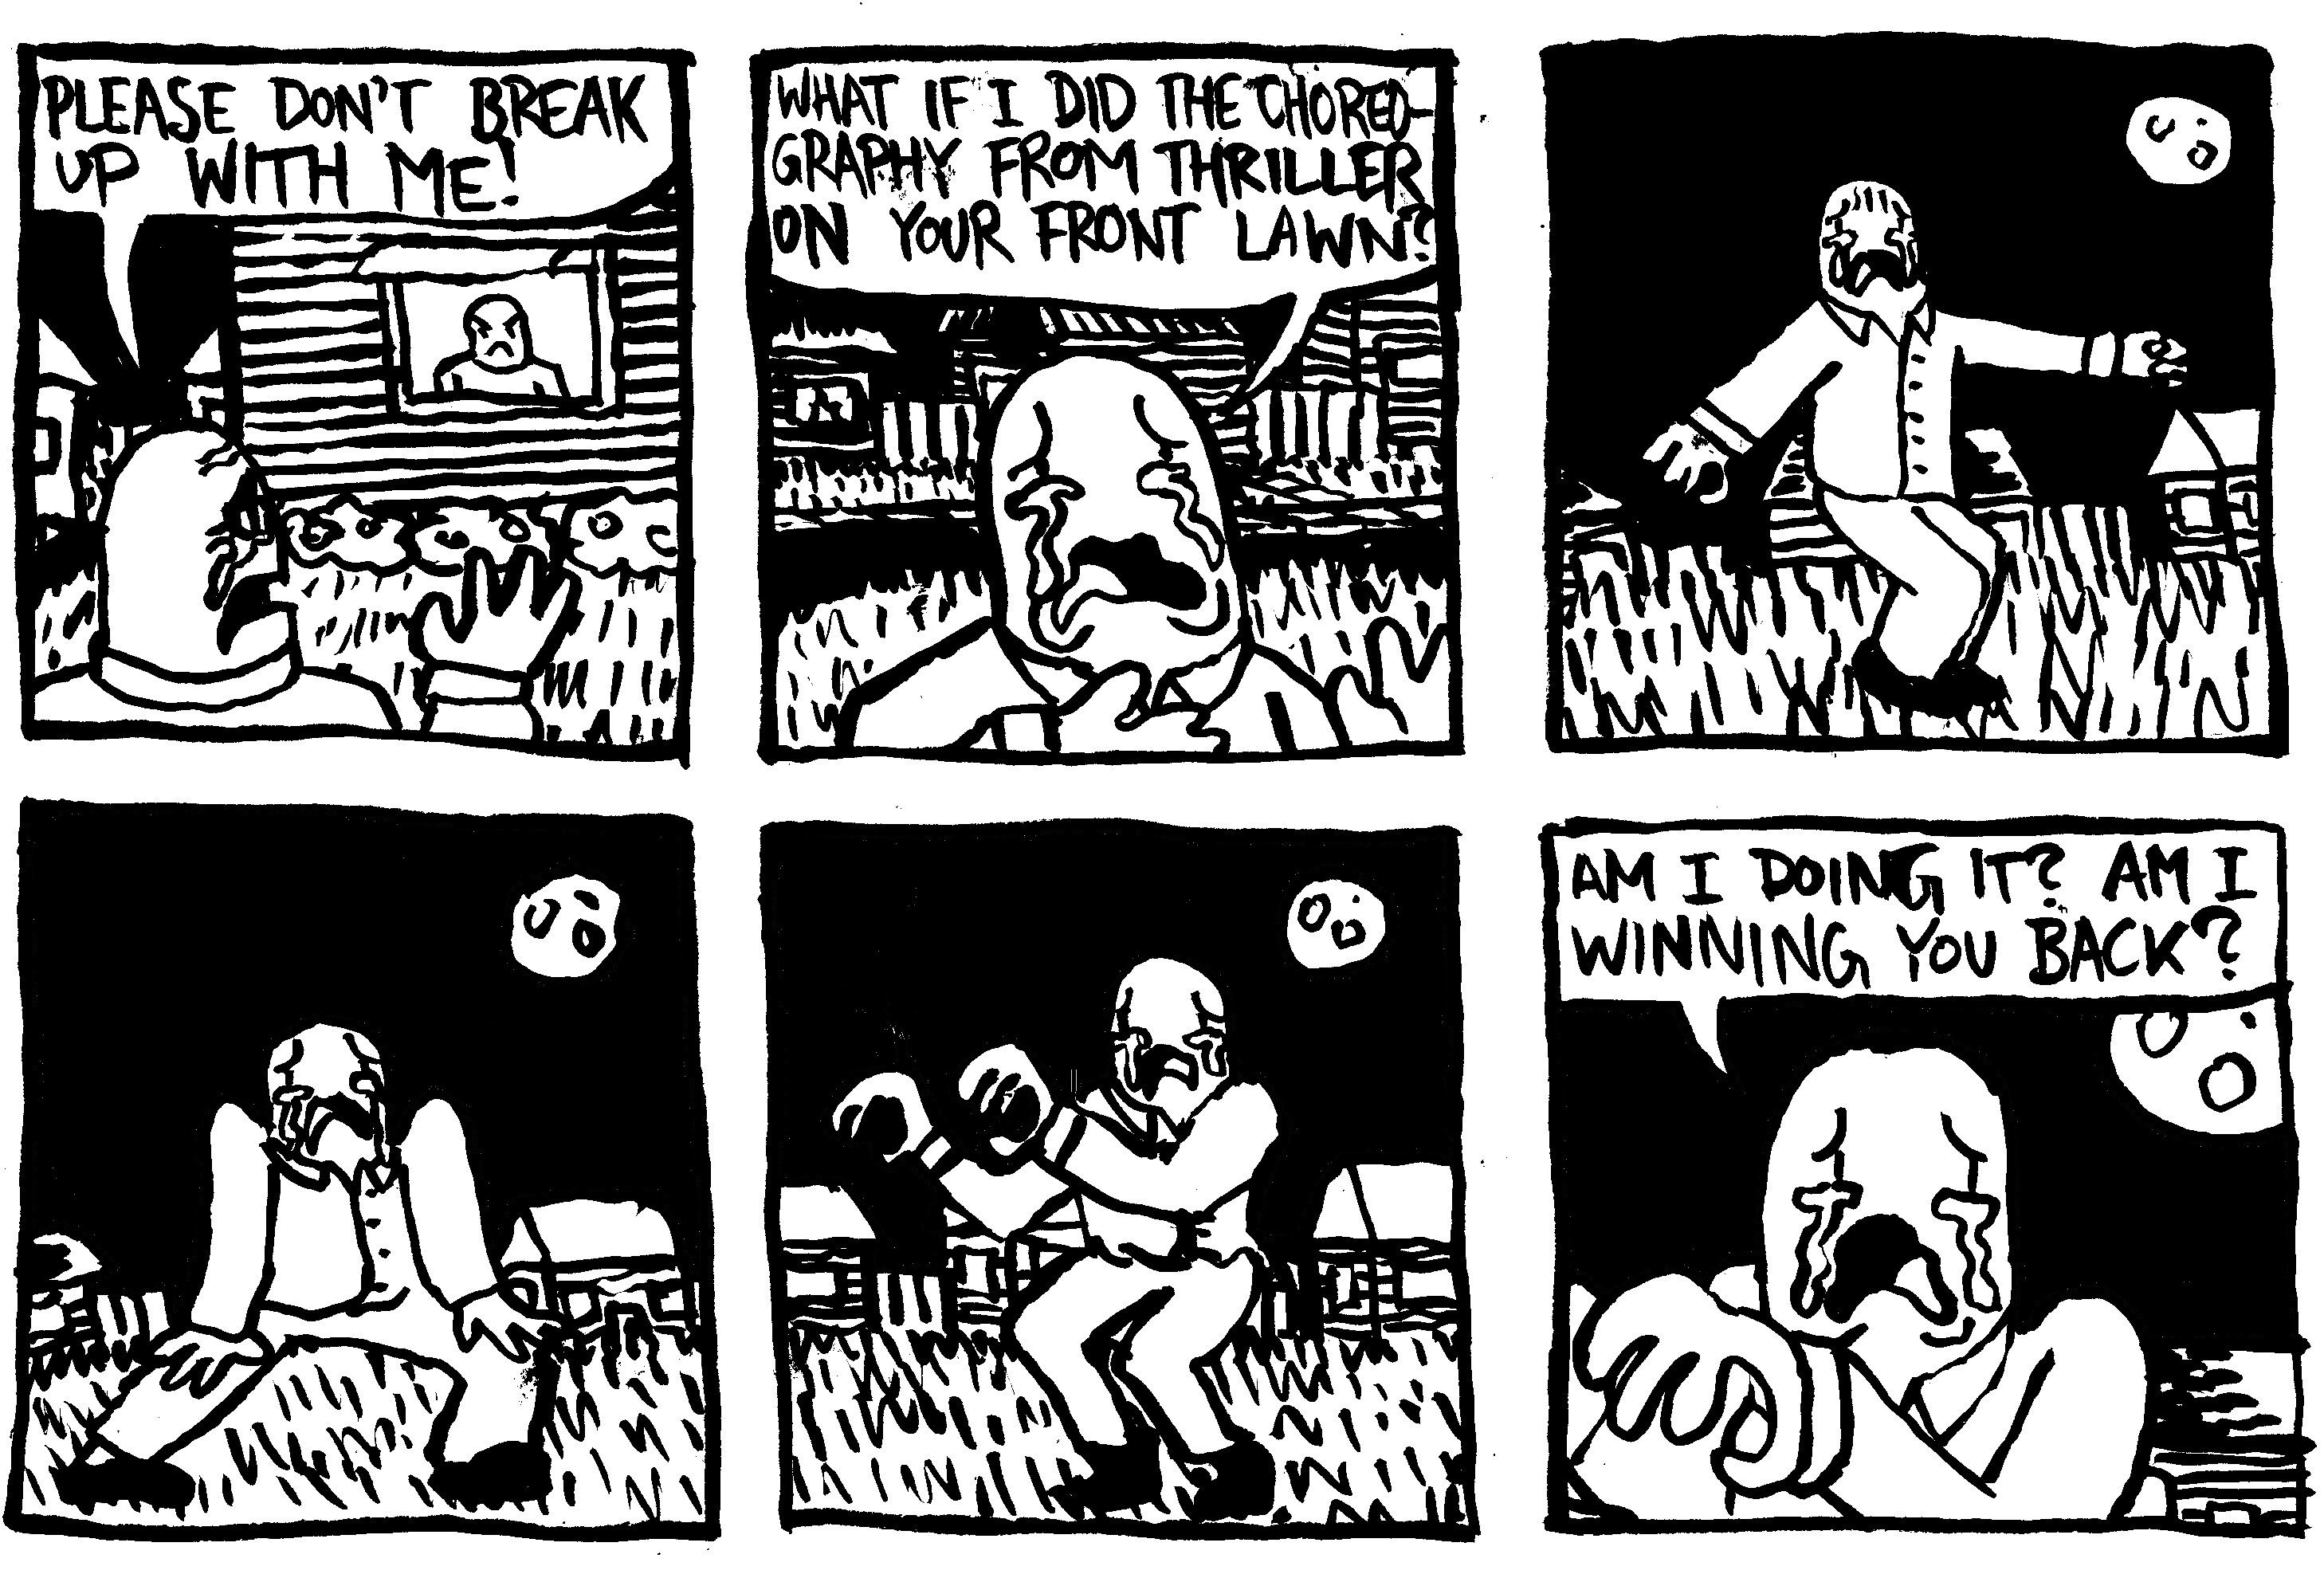 PLEASE DON'T BREAK
UP WITH ME!
WHAT IF I DID THE CHOREO-
GRAPHY FROM THRILLER
ON YOUR FRONT LAWN?
AM I DOING IT? AM I
WINNING YOU BACK?